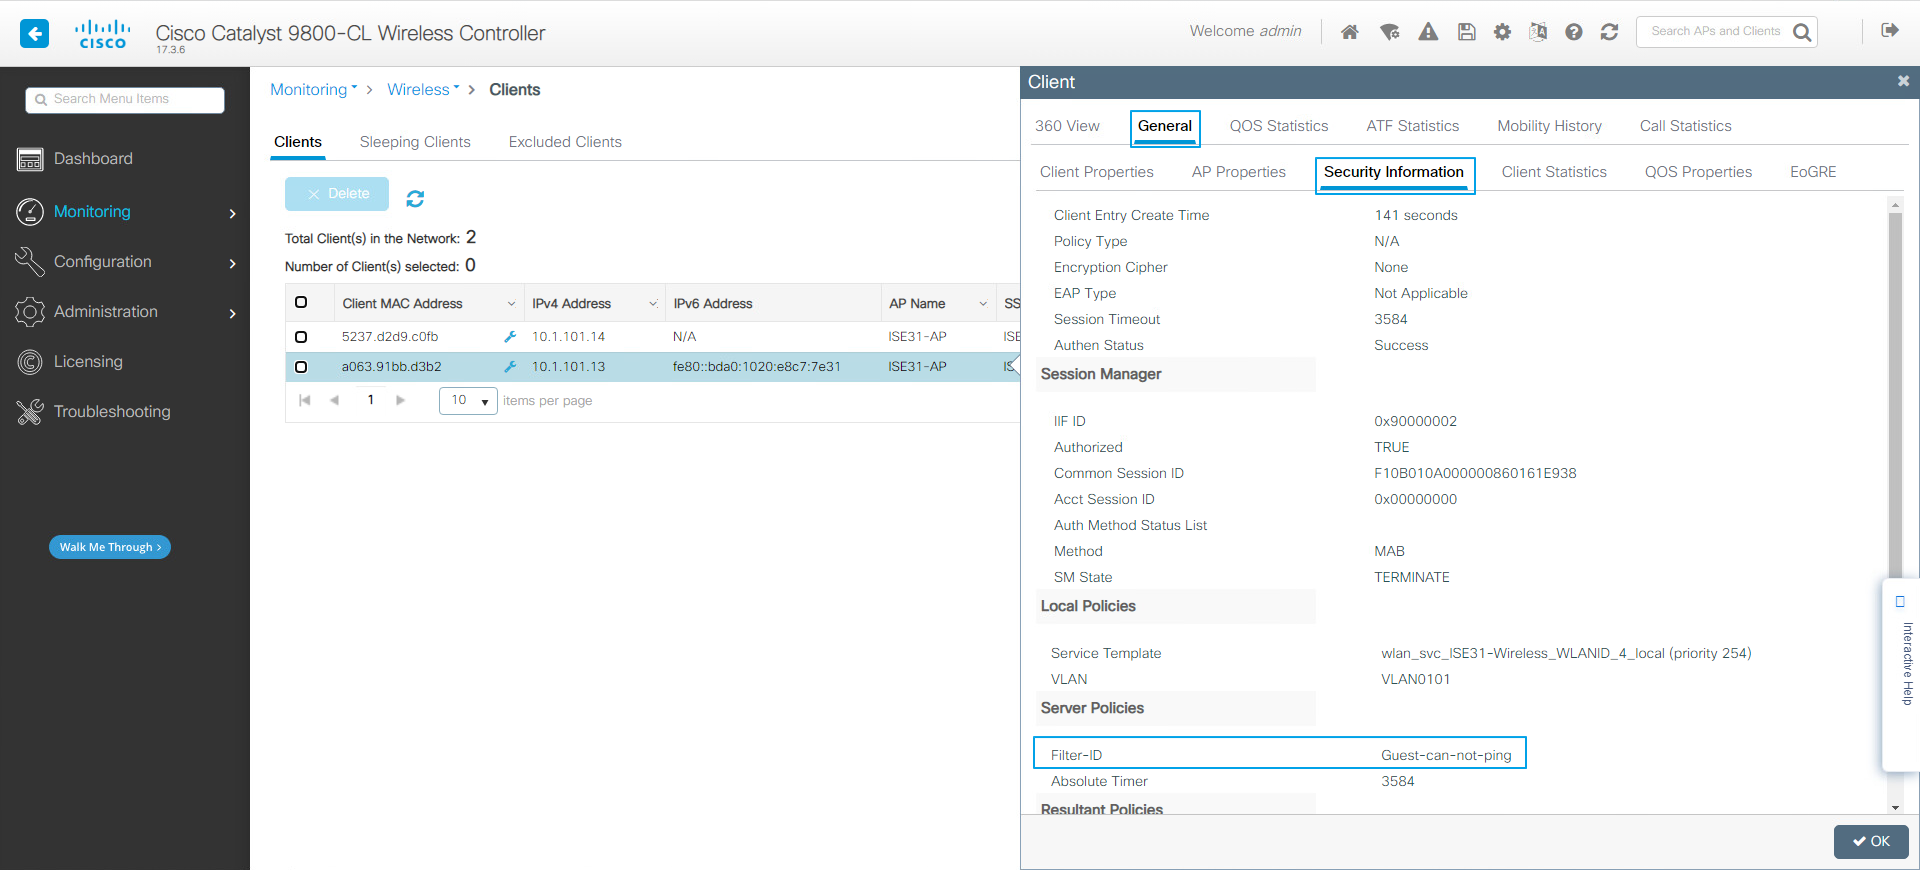 CISCO
Cisco Catalyst 9800-CL Wireless Controller
17.3.6
Welcome admin
Search APs and Clients
Search Menu Items
Dashboard
Monitoring
Configuration
Administration
Licensing
Troubleshooting
Walk Me Through >
Monitoring > Wireless > Clients
Clients Sleeping Clients Excluded Clients
× Delete
Total Client(s) in the Network: 2
Number of Client(s) selected: 0
Client MAC Address IPv4 Address IPv6 Address AP Name SS
5237.d2d9.c0fb 10.1.101.14 N/A ISE31-AP ISE
a063.91bb.d3b2 10.1.101.13 fe80::bda0:1020:e8c7:7e31 ISE31-AP IS
1 10 items per page
Client
360 View General QOS Statistics ATF Statistics Mobility History Call Statistics
Client Properties AP Properties Security Information Client Statistics QOS Properties EoGRE
Client Entry Create Time 141 seconds
Policy Type N/A
Encryption Cipher None
EAP Type Not Applicable
Session Timeout 3584
Authen Status Success
Session Manager
IIF ID 0x90000002
Authorized TRUE
Common Session ID F10B010A000000860161E938
Acct Session ID 0x00000000
Auth Method Status List
Method MAB
SM State TERMINATE
Local Policies
Service Template wlan_svc_ISE31-Wireless_WLANID_4_local (priority 254)
VLAN VLAN0101
Server Policies
Filter-ID Guest-can-not-ping
Absolute Timer 3584
Resultant Policies
OK
Interactive Help